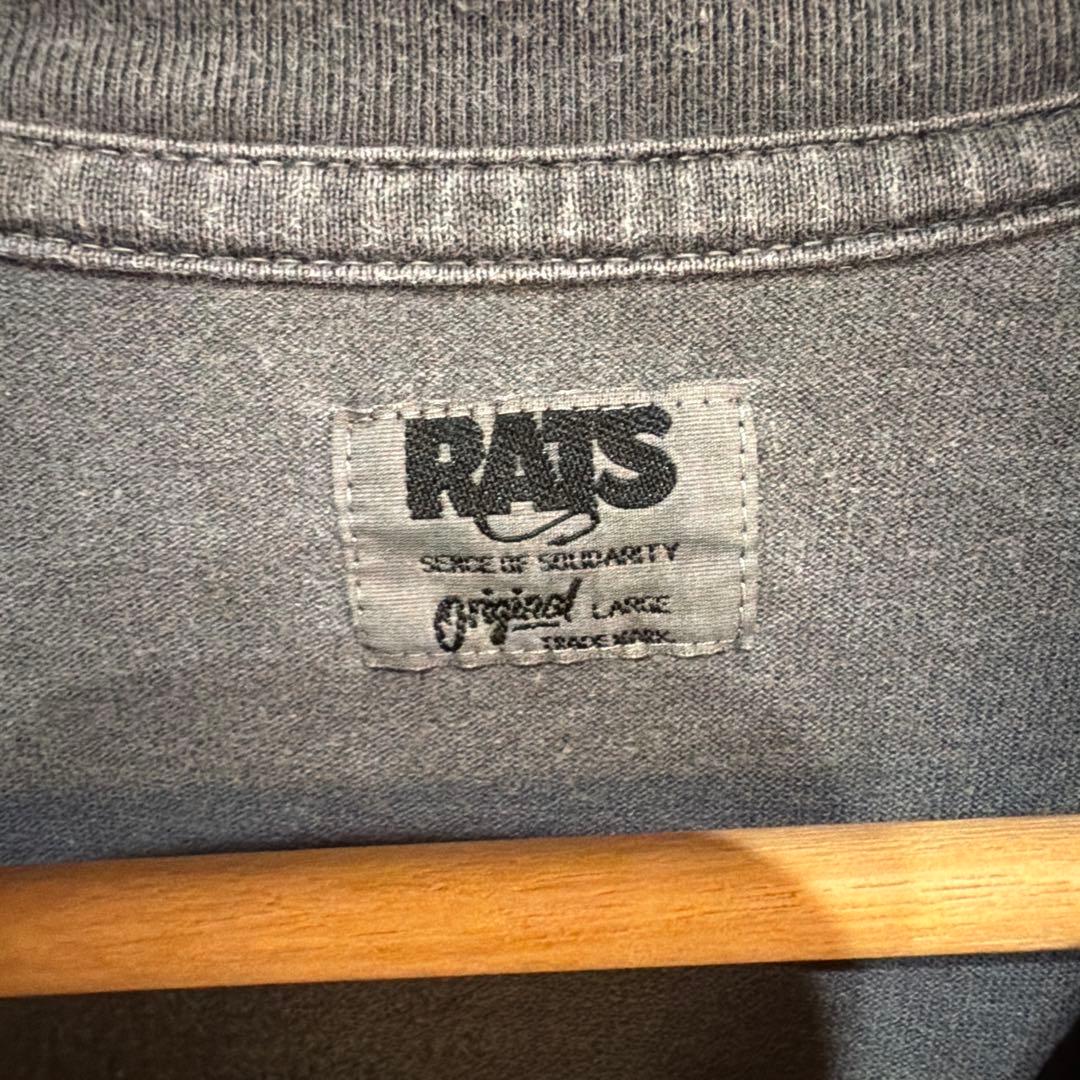 RATS
SENCE OF SOLIDARITY
Original LARGE
TRADE MARK